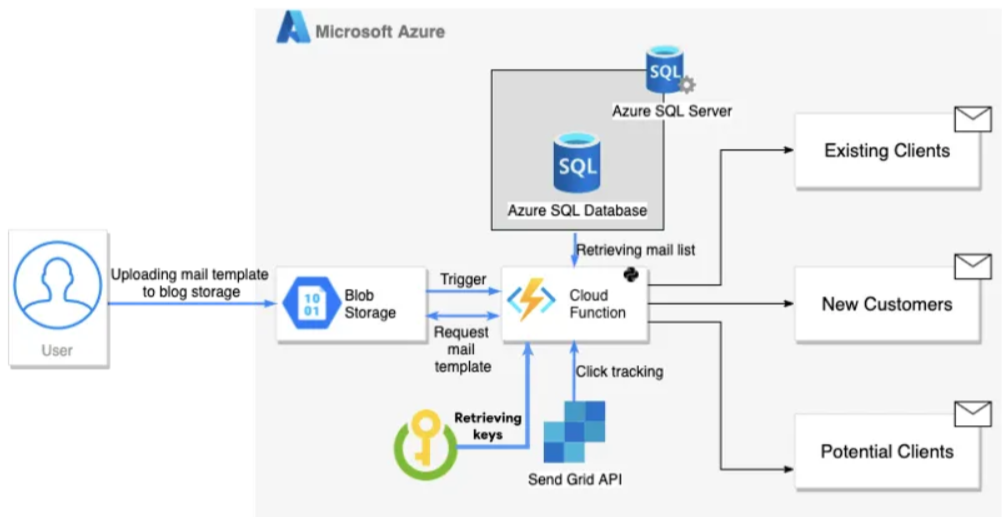 Microsoft Azure
SQL
Azure SQL Server
SQL
Azure SQL Database
Retrieving mail list
Existing Clients
Uploading mail template
to blog storage
User
10
01
Blob
Storage
Trigger
Request
mail
template
Cloud
Function
New Customers
Click tracking
Retrieving
keys
Send Grid API
Potential Clients